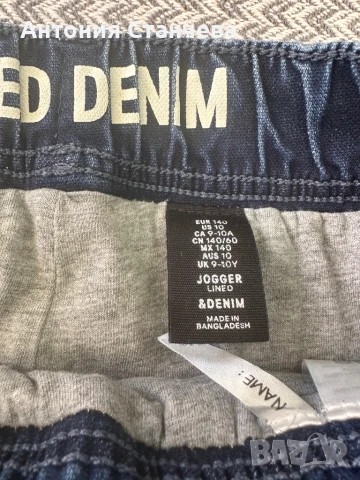 Антония Станчева
ED DENIM
EUR 140
US 10
CA 9-10A
CN 140/60
MX 140
AUS 10
UK 9-10Y
JOGGER
LINED
&DENIM
MADE IN
BANGLADESH
NAME:
BAZAR